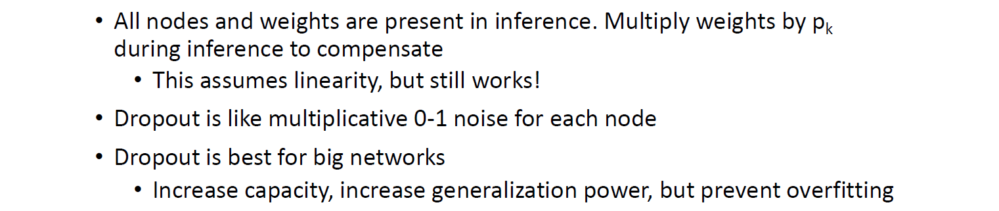 • All nodes and weights are present in inference. Multiply weights by pₖ
during inference to compensate
• This assumes linearity, but still works!
• Dropout is like multiplicative 0-1 noise for each node
• Dropout is best for big networks
• Increase capacity, increase generalization power, but prevent overfitting